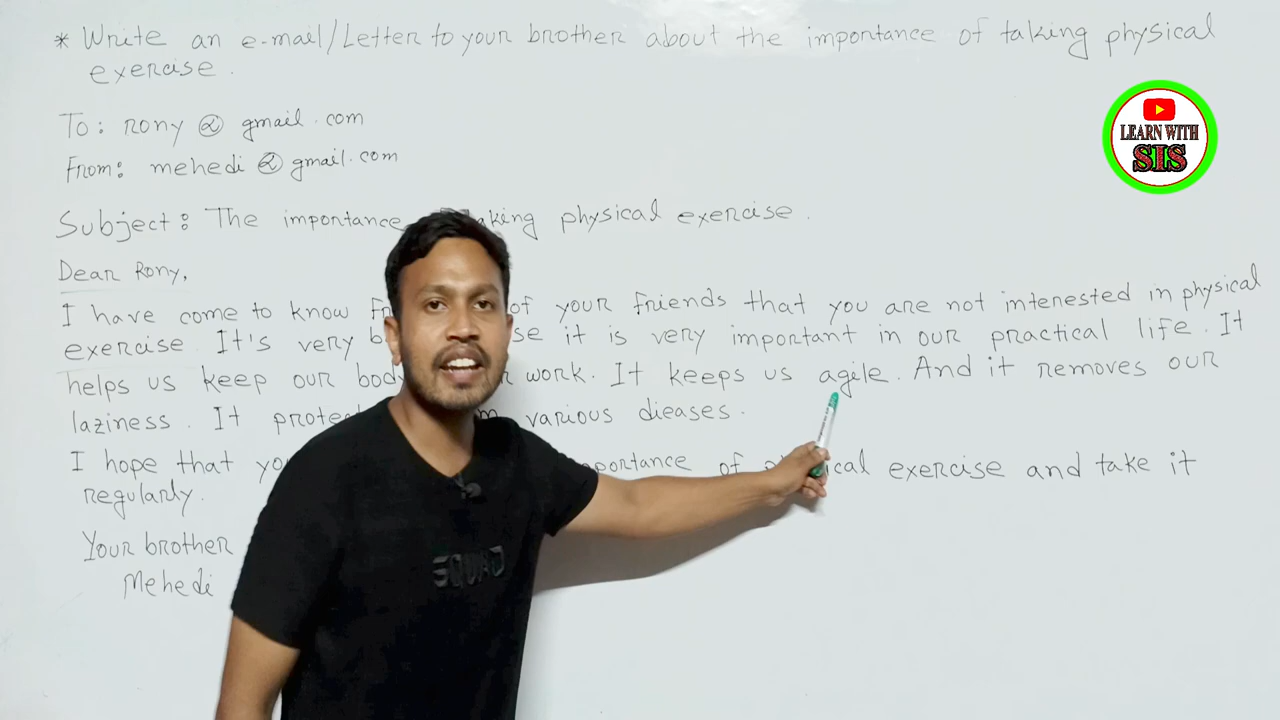 * Write an e-mail/Letter to your brother about the importance of taking physical
exercise.
To: rony @ gmail.com
From: mehedi @ gmail.com
Subject: The importance taking physical exercise.
Dear Rony,
I have come to know of your friends that you are not interested in physical
exercise. It's very it is very important in our practical life. It
helps us keep our body work. It keeps us agile. And it removes our
laziness. It various dieases.
I hope that of exercise and take it
regularly.
Your brother
Mehedi
LEARN WITH
SIS
SQUAD